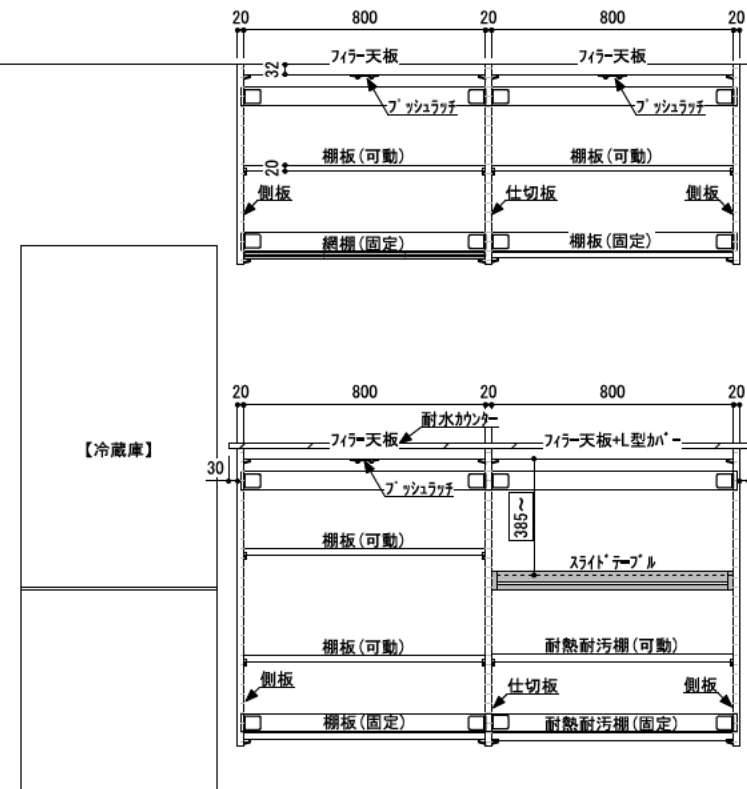 20 800 20 800 20
フィラー天板 フィラー天板
32
プッシュラッチ プッシュラッチ
棚板(可動) 棚板(可動)
20
側板 仕切板 側板
網棚(固定) 棚板(固定)
20 800 20 800 20
耐水カウンター
フィラー天板 フィラー天板+L型カバー
【冷蔵庫】
30
プッシュラッチ
385~
棚板(可動)
スライドテーブル
棚板(可動) 耐熱耐汚棚(可動)
側板 仕切板 側板
棚板(固定) 耐熱耐汚棚(固定)